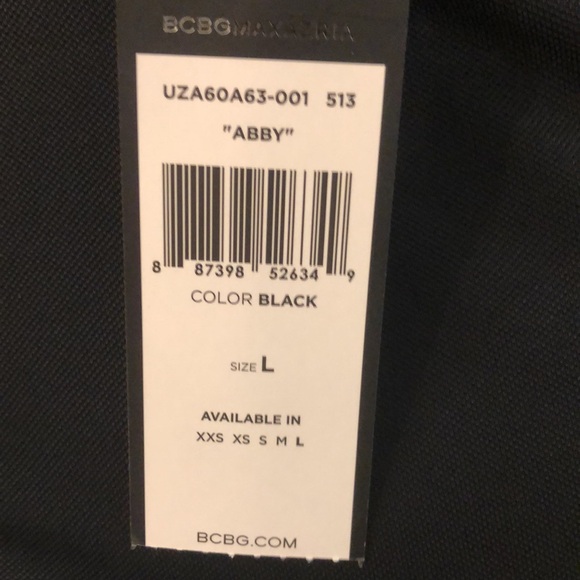 BCBGMAXAZRIA
UZA60A63-001 513
"ABBY"
8 87398 52634 9
COLOR BLACK
SIZE L
AVAILABLE IN
XXS XS S M L
BCBG.COM